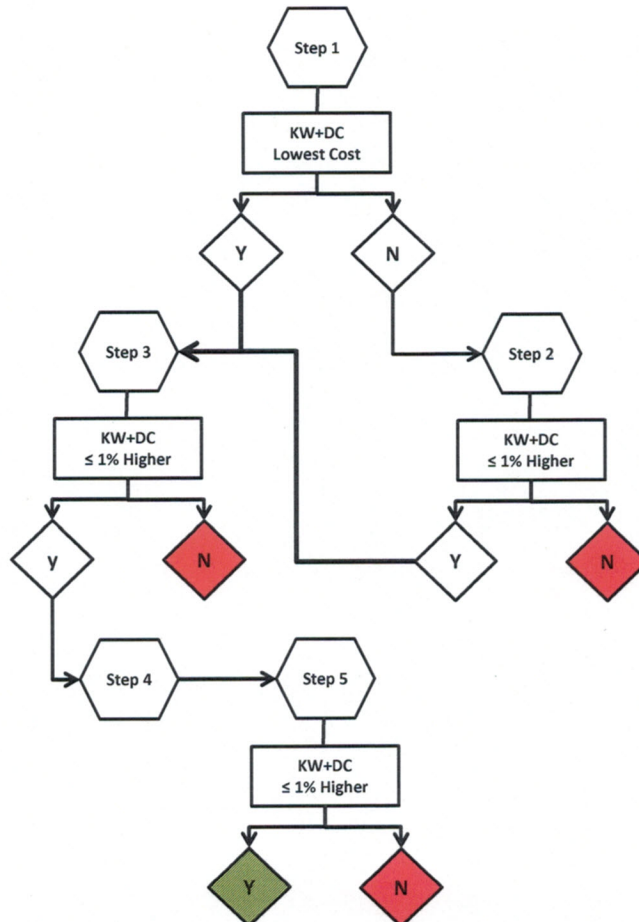 Step 1
KW+DC
Lowest Cost
Y
N
Step 3
Step 2
KW+DC
≤ 1% Higher
KW+DC
≤ 1% Higher
y
N
Y
N
Step 4
Step 5
KW+DC
≤ 1% Higher
Y
N